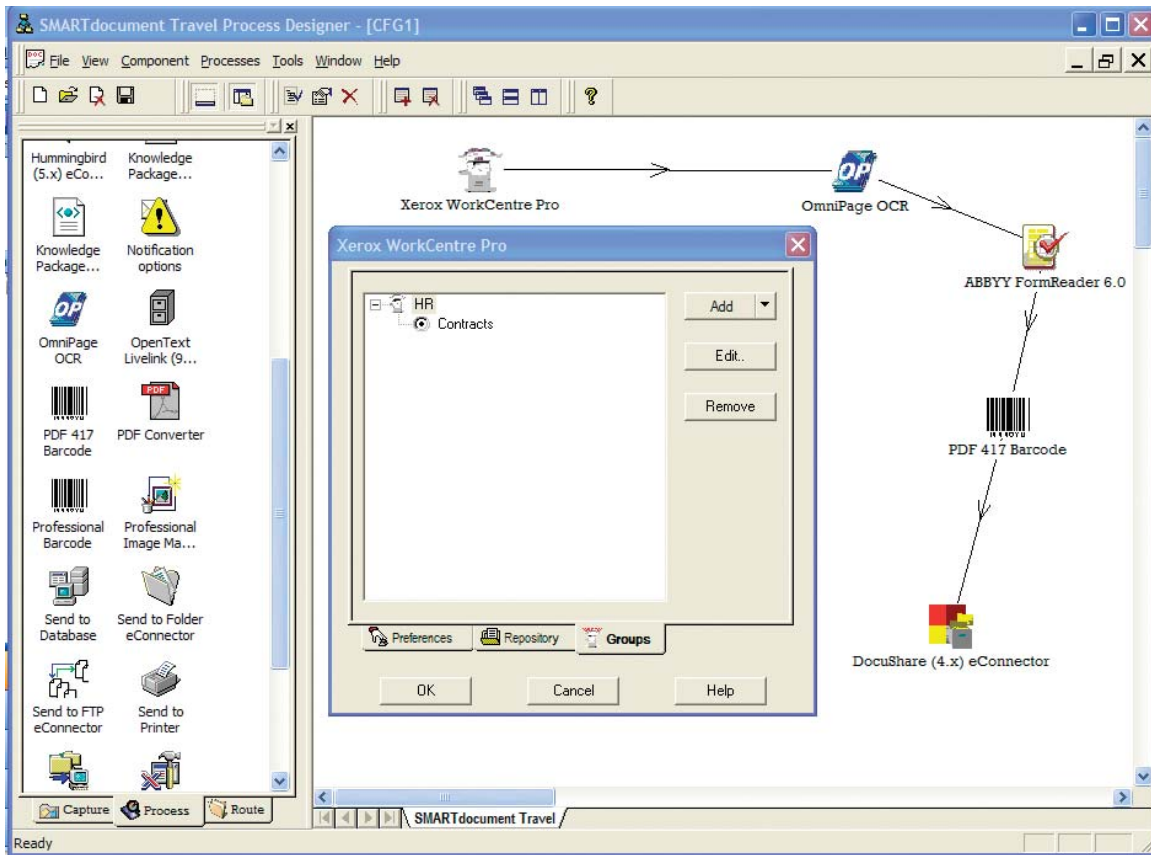 SMARTdocument Travel Process Designer - [CFG1]
File View Component Processes Tools Window Help
Hummingbird
(5.x) eCo...
Knowledge
Package...
Knowledge
Package...
Notification
options
OmniPage
OCR
OpenText
Livelink (9...
PDF 417
Barcode
PDF Converter
Professional
Barcode
Professional
Image Ma...
Send to
Database
Send to Folder
eConnector
Send to FTP
eConnector
Send to
Printer
Capture Process Route
Xerox WorkCentre Pro
OmniPage OCR
ABBYY FormReader 6.0
PDF 417 Barcode
DocuShare (4.x) eConnector
Xerox WorkCentre Pro
HR
Contracts
Add
Edit..
Remove
Preferences Repository Groups
OK Cancel Help
SMARTdocument Travel
Ready